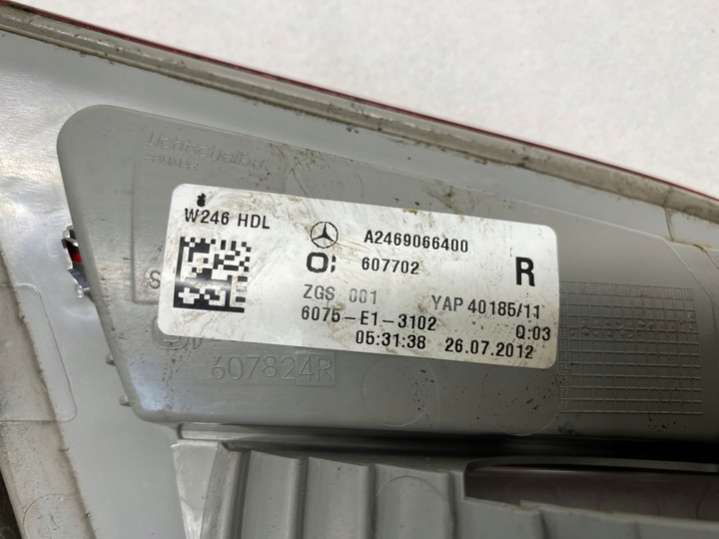 W246 HDL A2469066400
O: 607702 R
ZGS 001 YAP 40185/11
6075-E1-3102 Q:03
05:31:38 26.07.2012
607824R